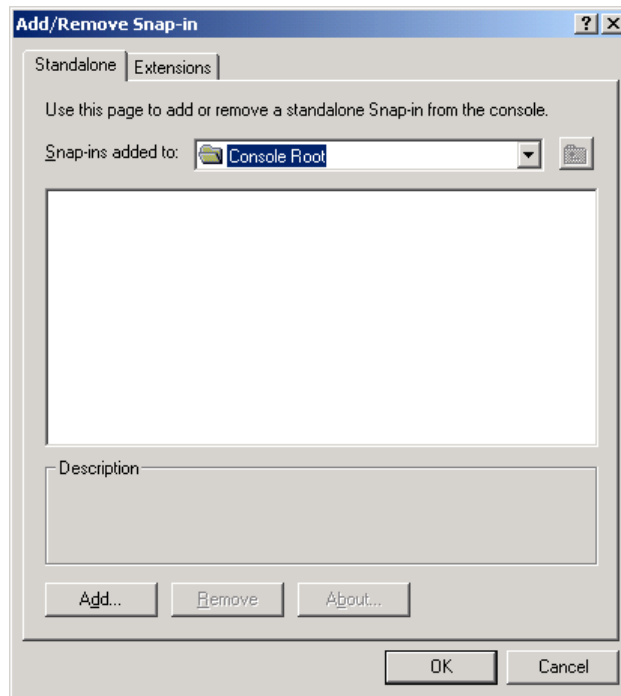 Add/Remove Snap-in
Standalone Extensions
Use this page to add or remove a standalone Snap-in from the console.
Snap-ins added to: Console Root
Description
Add... Remove About...
OK Cancel